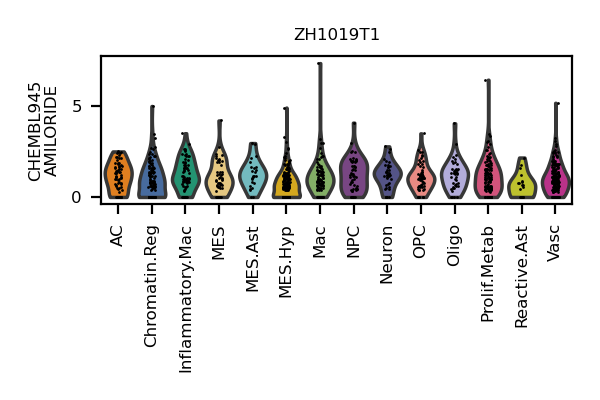 ZH1019T1
CHEMBL945
AMILORIDE
5
0
AC
Chromatin.Reg
Inflammatory.Mac
MES
MES.Ast
MES.Hyp
Mac
NPC
Neuron
OPC
Oligo
Prolif.Metab
Reactive.Ast
Vasc